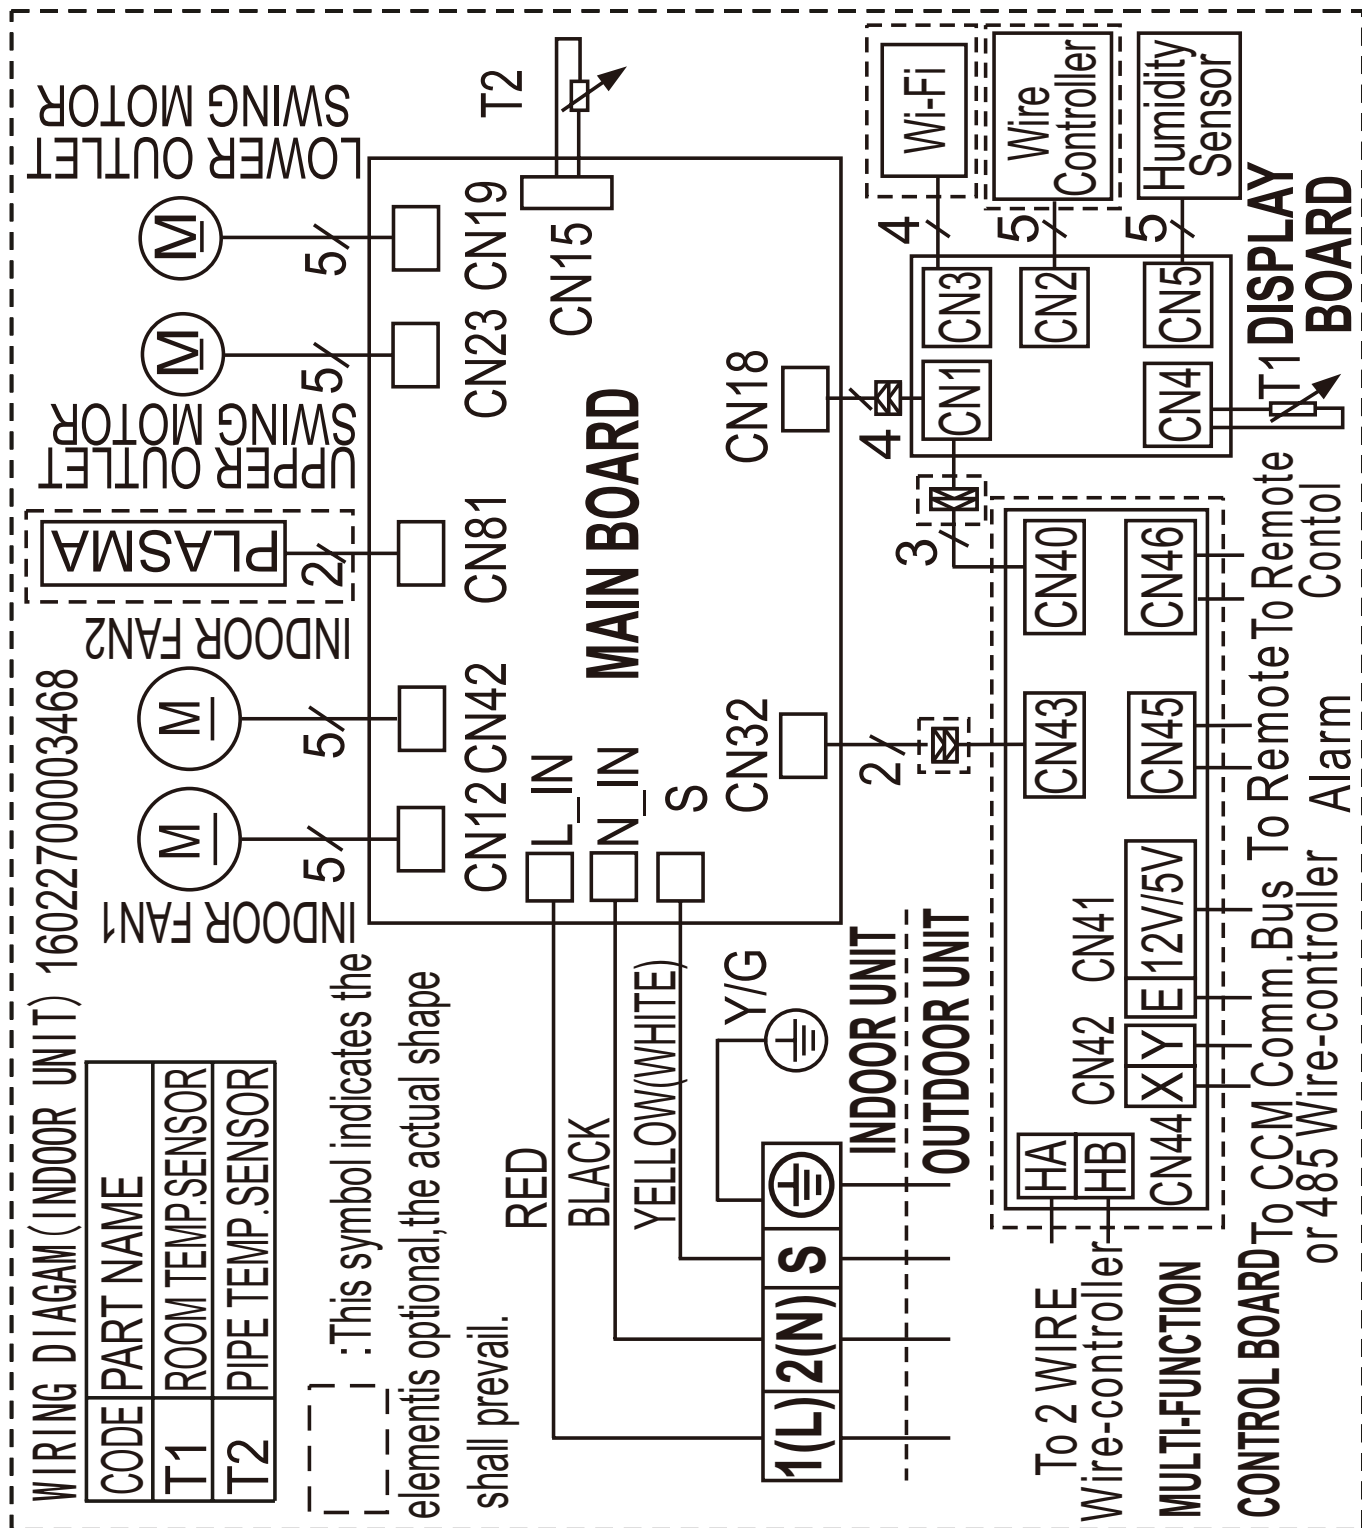 WIRING DIAGAM(INDOOR UNIT) 16022700003468
CODE PART NAME
T1 ROOM TEMP.SENSOR
T2 PIPE TEMP.SENSOR
:This symbol indicates the
elementis optional,the actual shape
shall prevail.
INDOOR FAN1
M
5
INDOOR FAN2
M
5
PLASMA
2
UPPER OUTLET
SWING MOTOR
M
5
LOWER OUTLET
SWING MOTOR
M
5
CN12
CN42
CN81
CN23
CN19
L_IN
N_IN
S
MAIN BOARD
CN15
T2
CN32
CN18
RED
BLACK
YELLOW(WHITE)
Y/G
1(L)
2(N)
S
INDOOR UNIT
OUTDOOR UNIT
2
4
3
Wi-Fi
4
Wire
Controller
5
Humidity
Sensor
5
CN1
CN3
CN2
CN4
CN5
T1
DISPLAY
BOARD
CN43
CN40
CN42
CN41
HA
HB
CN44
X
Y
E
12V/5V
CN45
CN46
To 2 WIRE
Wire-controller
MULTI-FUNCTION
CONTROL BOARD
To CCM Comm.Bus
or 485 Wire-controller
To Remote
Alarm
To Remote
Contol